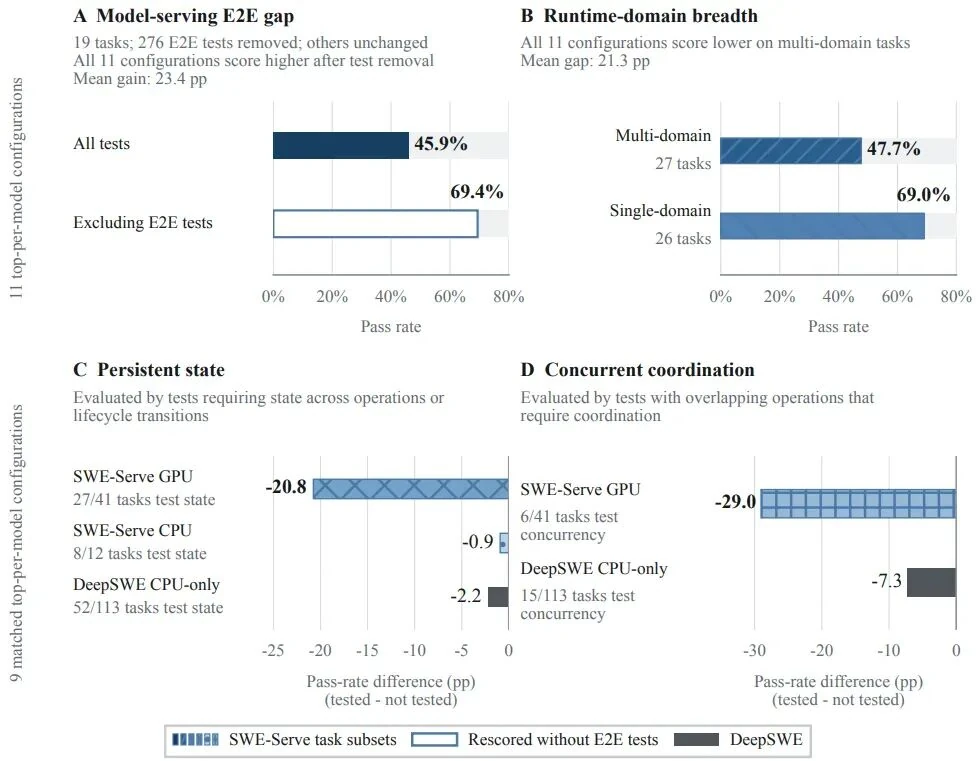 11 top-per-model configurations
A Model-serving E2E gap
19 tasks; 276 E2E tests removed; others unchanged
All 11 configurations score higher after test removal
Mean gain: 23.4 pp
All tests
45.9%
69.4%
Excluding E2E tests
0% 20% 40% 60% 80%
Pass rate
B Runtime-domain breadth
All 11 configurations score lower on multi-domain tasks
Mean gap: 21.3 pp
Multi-domain
27 tasks
47.7%
69.0%
Single-domain
26 tasks
0% 20% 40% 60% 80%
Pass rate
9 matched top-per-model configurations
C Persistent state
Evaluated by tests requiring state across operations or
lifecycle transitions
SWE-Serve GPU
27/41 tasks test state
-20.8
SWE-Serve CPU
8/12 tasks test state
-0.9
DeepSWE CPU-only
52/113 tasks test state
-2.2
-25 -20 -15 -10 -5 0
Pass-rate difference (pp)
(tested - not tested)
D Concurrent coordination
Evaluated by tests with overlapping operations that
require coordination
SWE-Serve GPU
6/41 tasks test
concurrency
-29.0
DeepSWE CPU-only
15/113 tasks test
concurrency
-7.3
-30 -20 -10 0
Pass-rate difference (pp)
(tested - not tested)
SWE-Serve task subsets
Rescored without E2E tests
DeepSWE